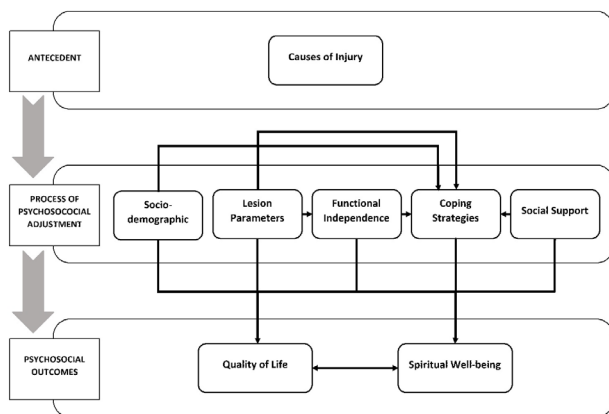 ANTECEDENT
Causes of Injury
PROCESS OF
PSYCHOSOCOCIAL
ADJUSTMENT
Socio-
demographic
Lesion
Parameters
Functional
Independence
Coping
Strategies
Social Support
PSYCHOSOCIAL
OUTCOMES
Quality of Life
Spiritual Well-being